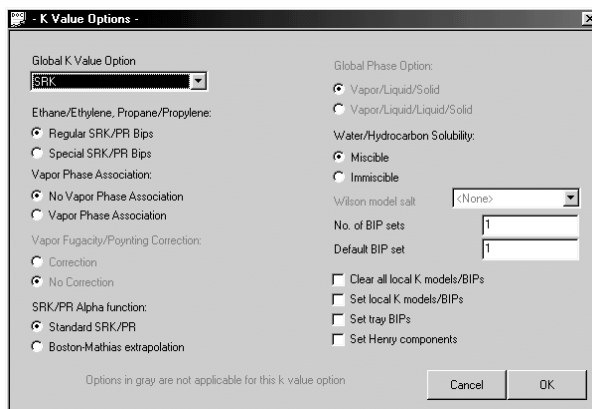 - K Value Options -
Global K Value Option
SRK
Ethane/Ethylene, Propane/Propylene:
Regular SRK/PR Bips
Special SRK/PR Bips
Vapor Phase Association:
No Vapor Phase Association
Vapor Phase Association
Vapor Fugacity/Poynting Correction:
Correction
No Correction
SRK/PR Alpha function:
Standard SRK/PR
Boston-Mathias extrapolation
Global Phase Option:
Vapor/Liquid/Solid
Vapor/Liquid/Liquid/Solid
Water/Hydrocarbon Solubility:
Miscible
Immiscible
Wilson model salt <None>
No. of BIP sets 1
Default BIP set 1
Clear all local K models/BIPs
Set local K models/BIPs
Set tray BIPs
Set Henry components
Options in gray are not applicable for this k value option
Cancel OK